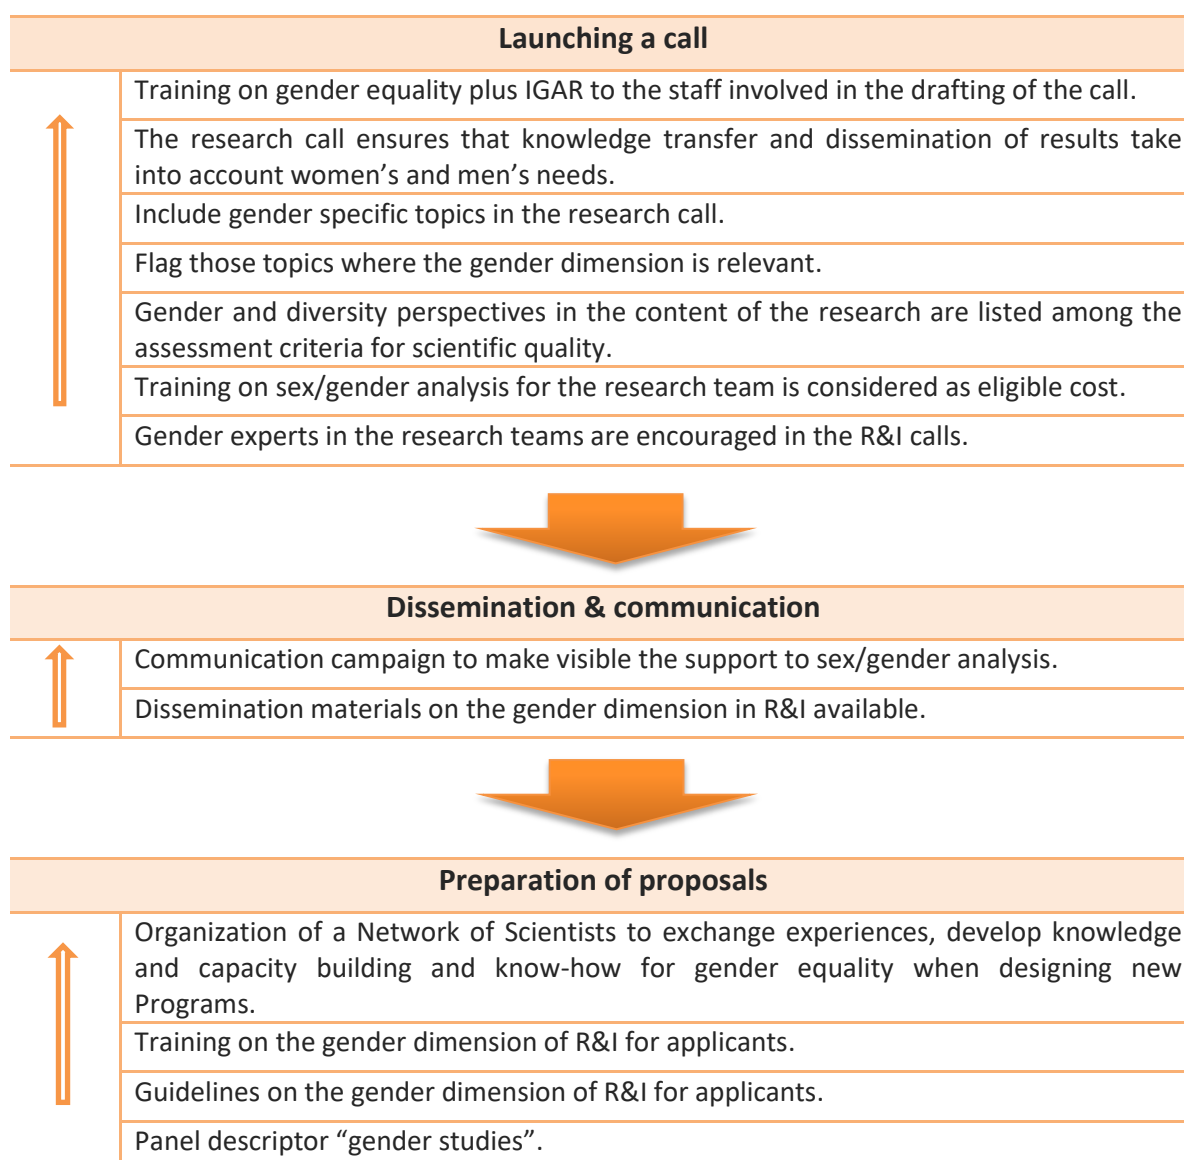 Launching a call
Training on gender equality plus IGAR to the staff involved in the drafting of the call.
The research call ensures that knowledge transfer and dissemination of results take
into account women’s and men’s needs.
Include gender specific topics in the research call.
Flag those topics where the gender dimension is relevant.
Gender and diversity perspectives in the content of the research are listed among the
assessment criteria for scientific quality.
Training on sex/gender analysis for the research team is considered as eligible cost.
Gender experts in the research teams are encouraged in the R&I calls.
Dissemination & communication
Communication campaign to make visible the support to sex/gender analysis.
Dissemination materials on the gender dimension in R&I available.
Preparation of proposals
Organization of a Network of Scientists to exchange experiences, develop knowledge
and capacity building and know-how for gender equality when designing new
Programs.
Training on the gender dimension of R&I for applicants.
Guidelines on the gender dimension of R&I for applicants.
Panel descriptor “gender studies”.